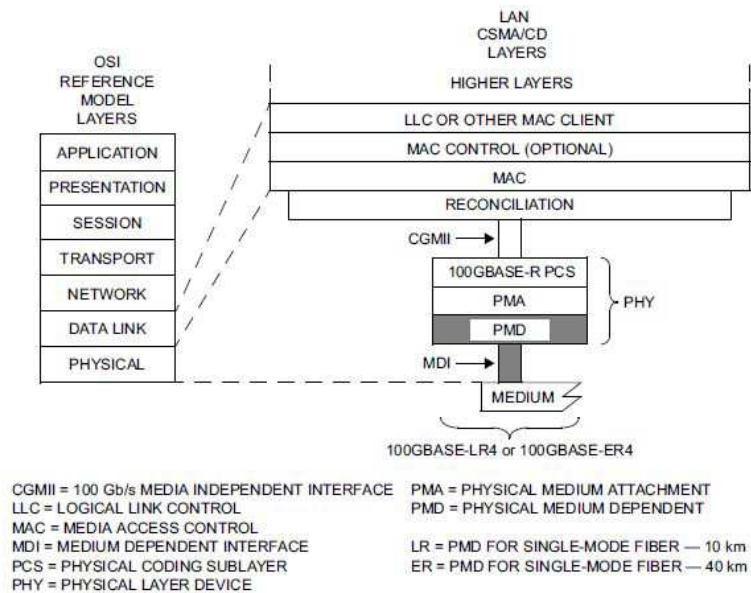 OSI
REFERENCE
MODEL
LAYERS
APPLICATION
PRESENTATION
SESSION
TRANSPORT
NETWORK
DATA LINK
PHYSICAL
LAN
CSMA/CD
LAYERS
HIGHER LAYERS
LLC OR OTHER MAC CLIENT
MAC CONTROL (OPTIONAL)
MAC
RECONCILIATION
CGMII
100GBASE-R PCS
PMA
PMD
PHY
MDI
MEDIUM
100GBASE-LR4 or 100GBASE-ER4
CGMII = 100 Gb/s MEDIA INDEPENDENT INTERFACE
LLC = LOGICAL LINK CONTROL
MAC = MEDIA ACCESS CONTROL
MDI = MEDIUM DEPENDENT INTERFACE
PCS = PHYSICAL CODING SUBLAYER
PHY = PHYSICAL LAYER DEVICE
PMA = PHYSICAL MEDIUM ATTACHMENT
PMD = PHYSICAL MEDIUM DEPENDENT
LR = PMD FOR SINGLE-MODE FIBER — 10 km
ER = PMD FOR SINGLE-MODE FIBER — 40 km